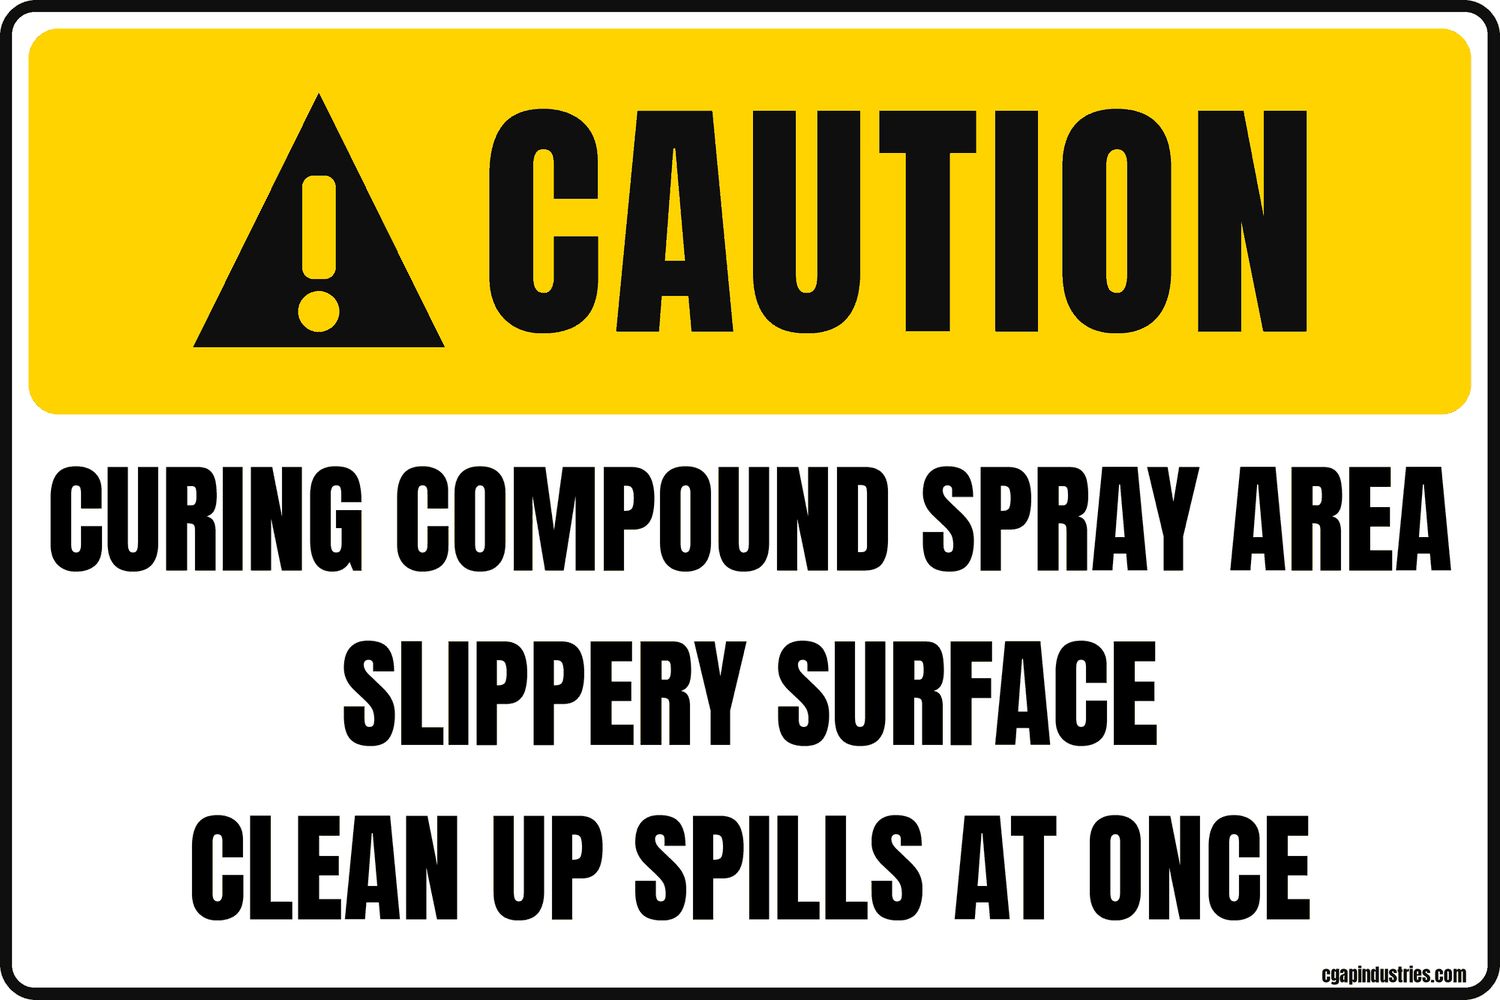 CAUTION
CURING COMPOUND SPRAY AREA
SLIPPERY SURFACE
CLEAN UP SPILLS AT ONCE
cgapindustries.com